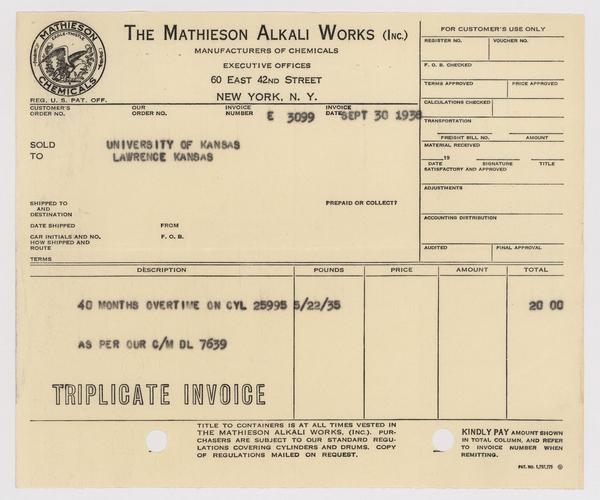 MATHIESON
EAGLE-THISTLE
CHEMICALS
REG. U. S. PAT. OFF.
THE MATHIESON ALKALI WORKS (INC.)
MANUFACTURERS OF CHEMICALS
EXECUTIVE OFFICES
60 EAST 42ND STREET
NEW YORK, N. Y.
FOR CUSTOMER'S USE ONLY
REGISTER NO. VOUCHER NO.
F. O. B. CHECKED
TERMS APPROVED PRICE APPROVED
CALCULATIONS CHECKED
TRANSPORTATION
FREIGHT BILL NO. AMOUNT
MATERIAL RECEIVED
19
DATE SIGNATURE TITLE
SATISFACTORY AND APPROVED
ADJUSTMENTS
ACCOUNTING DISTRIBUTION
AUDITED FINAL APPROVAL
CUSTOMER'S ORDER NO.
OUR ORDER NO.
INVOICE NUMBER E 3099
INVOICE DATE SEPT 30 1938
SOLD TO
UNIVERSITY OF KANSAS
LAWRENCE KANSAS
SHIPPED TO
AND
DESTINATION
PREPAID OR COLLECT?
DATE SHIPPED FROM
CAR INITIALS AND NO. F. O. B.
HOW SHIPPED AND
ROUTE
TERMS
DESCRIPTION POUNDS PRICE AMOUNT TOTAL
40 MONTHS OVERTIME ON CYL 25995 5/22/35 20 00
AS PER OUR C/M DL 7639
TRIPLICATE INVOICE
TITLE TO CONTAINERS IS AT ALL TIMES VESTED IN
THE MATHIESON ALKALI WORKS, (INC.). PUR-
CHASERS ARE SUBJECT TO OUR STANDARD REGU-
LATIONS COVERING CYLINDERS AND DRUMS. COPY
OF REGULATIONS MAILED ON REQUEST.
KINDLY PAY AMOUNT SHOWN
IN TOTAL COLUMN, AND REFER
TO INVOICE NUMBER WHEN
REMITTING.
PAT. NO. 1,757,775